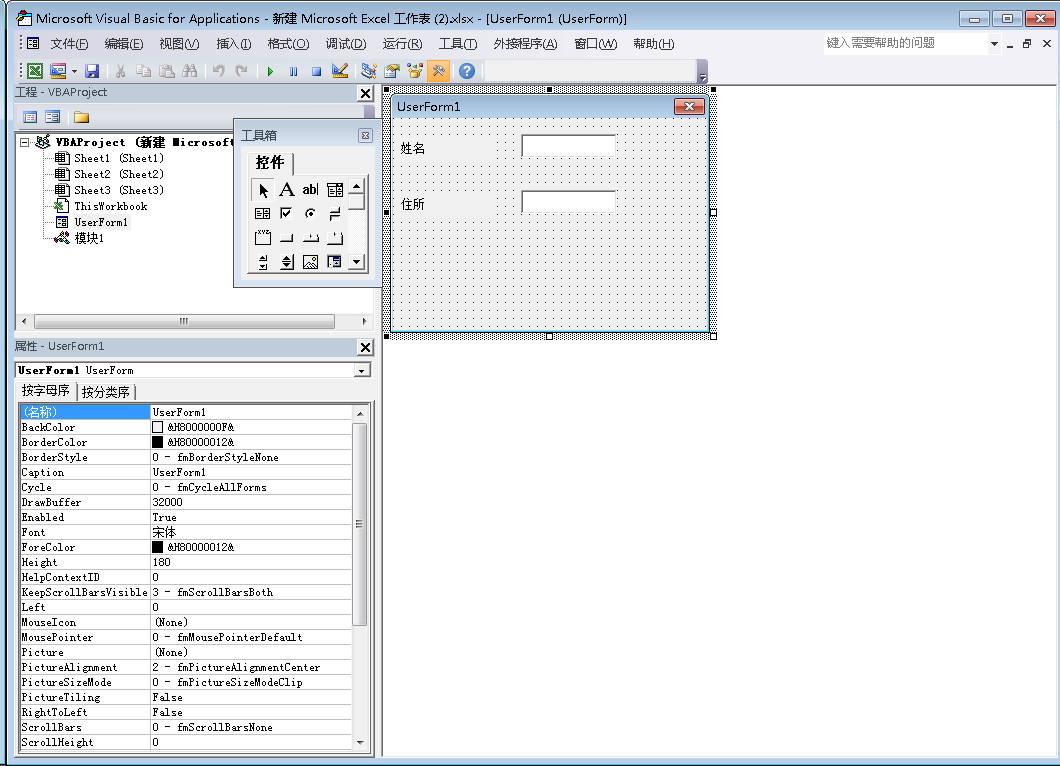 Microsoft Visual Basic for Applications - 新建 Microsoft Excel 工作表 (2).xlsx - [UserForm1 (UserForm)]
文件(F) 编辑(E) 视图(V) 插入(I) 格式(O) 调试(D) 运行(R) 工具(T) 外接程序(A) 窗口(W) 帮助(H) 键入需要帮助的问题
工程 - VBAProject
VBAProject (新建 Microsoft
Sheet1 (Sheet1)
Sheet2 (Sheet2)
Sheet3 (Sheet3)
ThisWorkbook
UserForm1
模块1
工具箱
控件
A ab
XYZ
UserForm1
姓名
住所
属性 - UserForm1
UserForm1 UserForm
按字母序 按分类序
(名称) UserForm1
BackColor &H8000000F&
BorderColor &H80000012&
BorderStyle 0 - fmBorderStyleNone
Caption UserForm1
Cycle 0 - fmCycleAllForms
DrawBuffer 32000
Enabled True
Font 宋体
ForeColor &H80000012&
Height 180
HelpContextID 0
KeepScrollBarsVisible 3 - fmScrollBarsBoth
Left 0
MouseIcon (None)
MousePointer 0 - fmMousePointerDefault
Picture (None)
PictureAlignment 2 - fmPictureAlignmentCenter
PictureSizeMode 0 - fmPictureSizeModeClip
PictureTiling False
RightToLeft False
ScrollBars 0 - fmScrollBarsNone
ScrollHeight 0